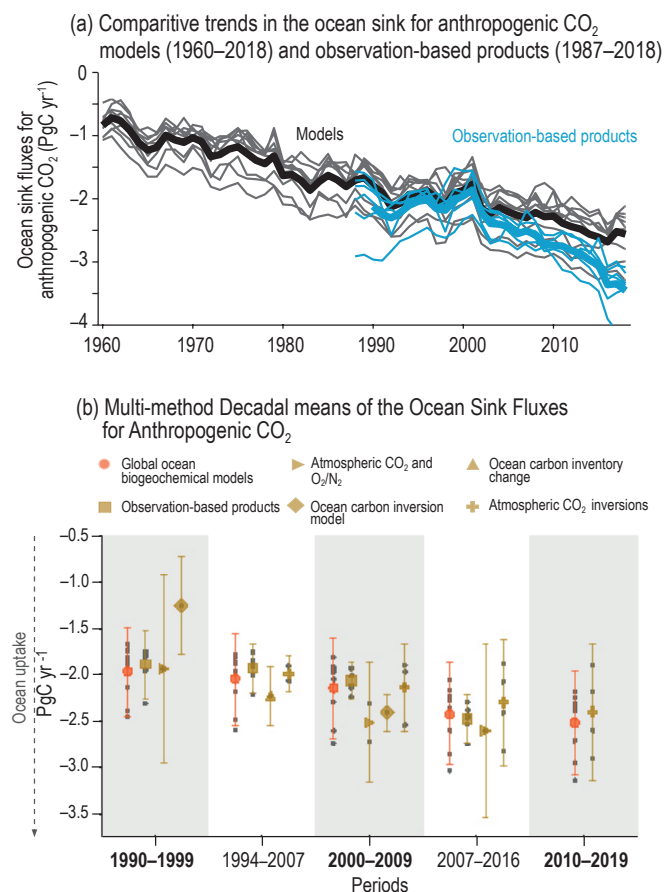 (a) Comparitive trends in the ocean sink for anthropogenic CO₂
models (1960–2018) and observation-based products (1987–2018)
Ocean sink fluxes for
anthropogenic CO₂ (PgC yr⁻¹)
0
–1
–2
–3
–4
Models
Observation-based products
1960 1970 1980 1990 2000 2010
(b) Multi-method Decadal means of the Ocean Sink Fluxes
for Anthropogenic CO₂
Global ocean
biogeochemical models
Atmospheric CO₂ and
O₂/N₂
Ocean carbon inventory
change
Observation-based products
Ocean carbon inversion
model
Atmospheric CO₂ inversions
Ocean uptake
PgC yr⁻¹
–0.5
–1.0
–1.5
–2.0
–2.5
–3.0
–3.5
1990–1999 1994–2007 2000–2009 2007–2016 2010–2019
Periods